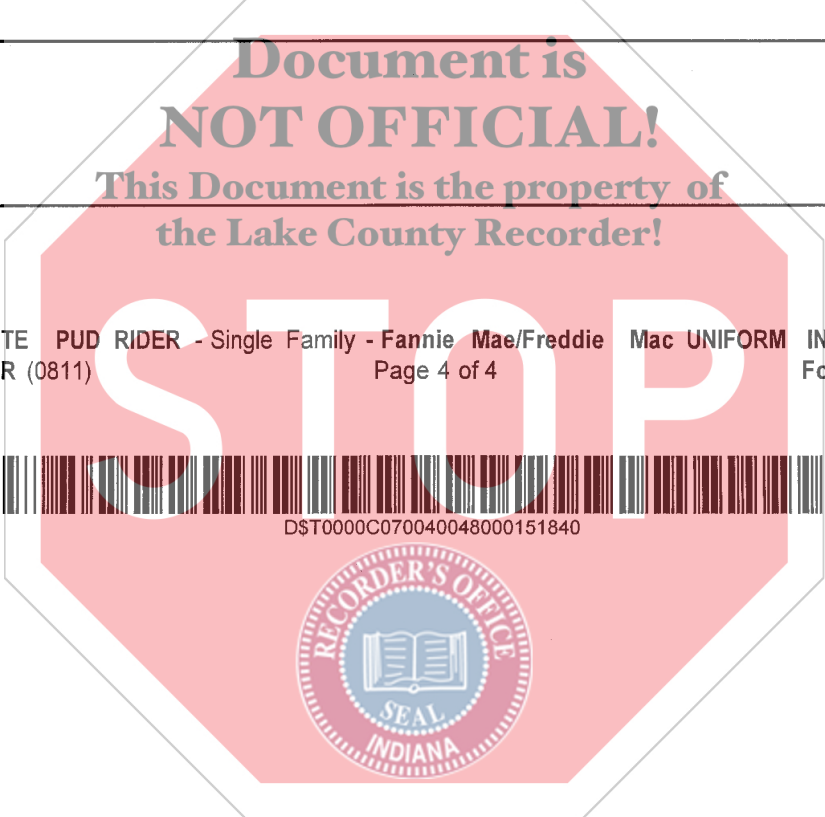 Document is
NOT OFFICIAL!
This Document is the property of
the Lake County Recorder!
STOP
TE PUD RIDER - Single Family - Fannie Mae/Freddie Mac UNIFORM IN
R (0811) Page 4 of 4 Fo
D$T0000C070040048000151840
RECORDER'S OFFICE
SEAL
INDIANA